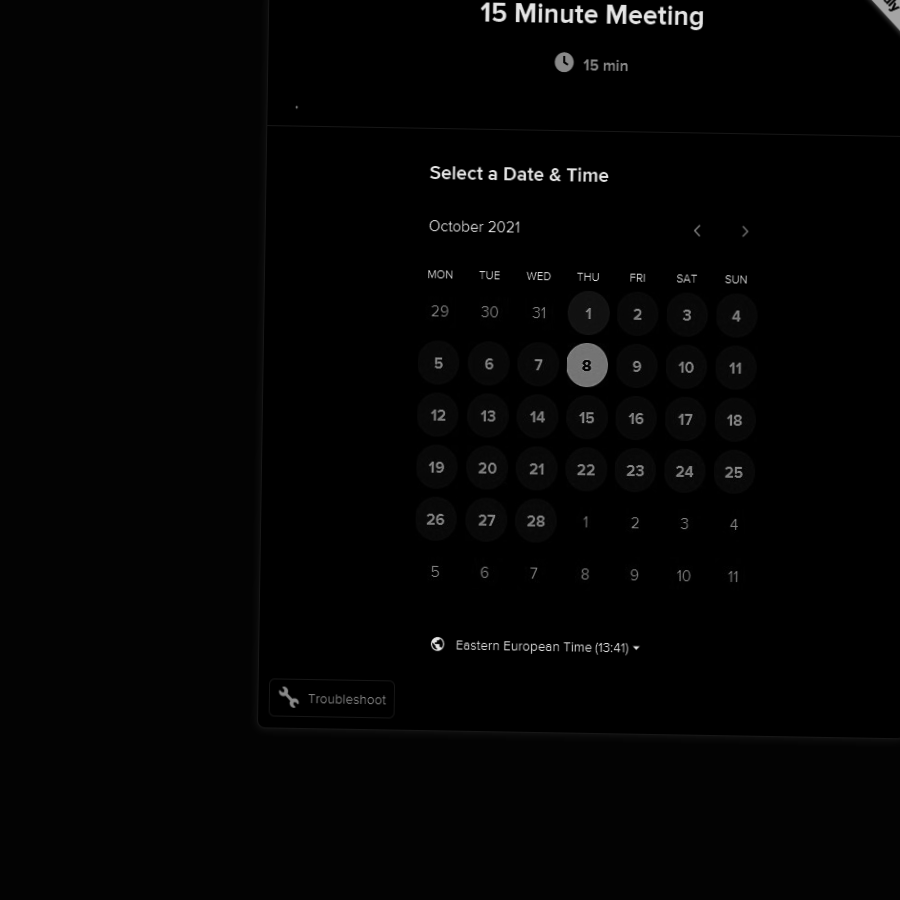 15 Minute Meeting
15 min
Select a Date & Time
October 2021
MON TUE WED THU FRI SAT SUN
29 30 31 1 2 3 4
5 6 7 8 9 10 11
12 13 14 15 16 17 18
19 20 21 22 23 24 25
26 27 28 1 2 3 4
5 6 7 8 9 10 11
Eastern European Time (13:41)
Troubleshoot